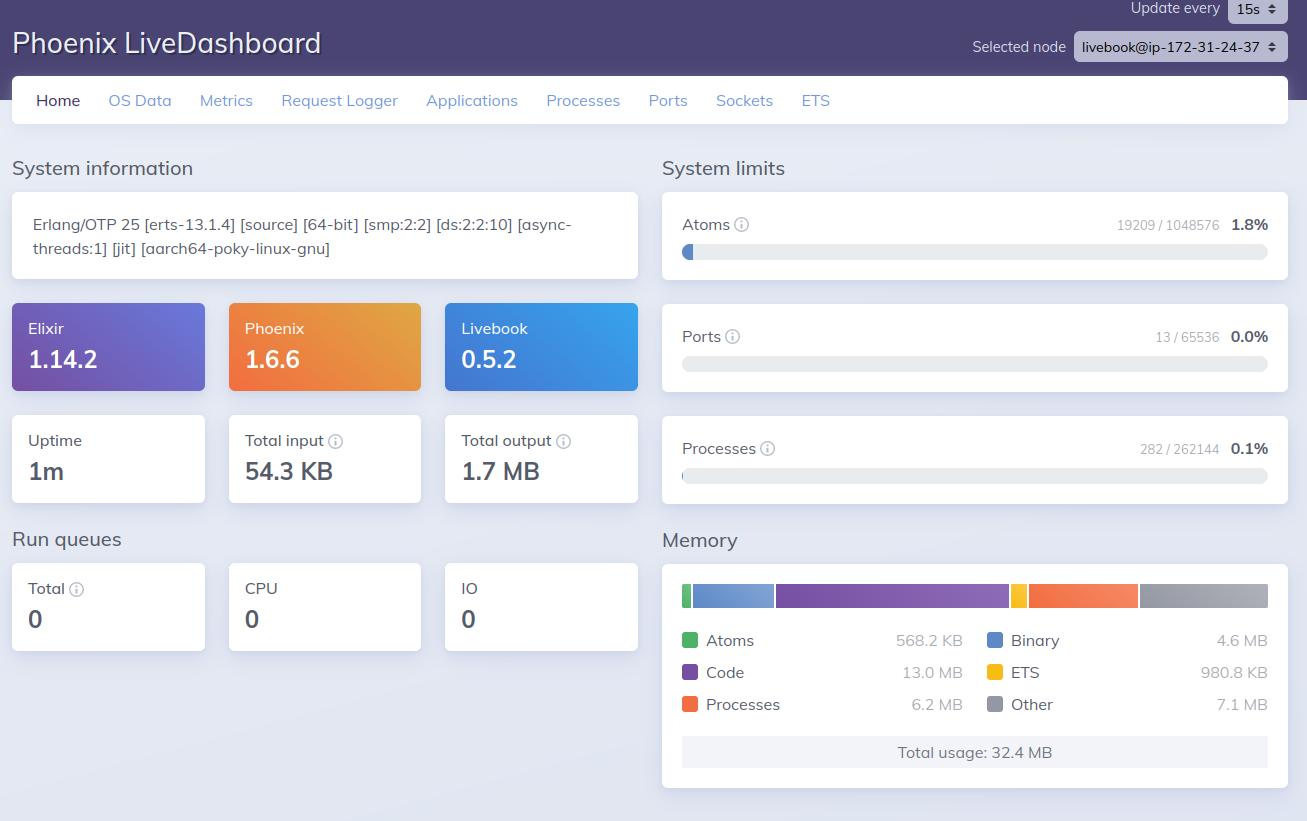 Update every 15s
Phoenix LiveDashboard
Selected node livebook@ip-172-31-24-37
Home OS Data Metrics Request Logger Applications Processes Ports Sockets ETS
System information
Erlang/OTP 25 [erts-13.1.4] [source] [64-bit] [smp:2:2] [ds:2:2:10] [async-
threads:1] [jit] [aarch64-poky-linux-gnu]
Elixir
1.14.2
Phoenix
1.6.6
Livebook
0.5.2
Uptime
1m
Total input
54.3 KB
Total output
1.7 MB
Run queues
Total
0
CPU
0
IO
0
System limits
Atoms 19209 / 1048576 1.8%
Ports 13 / 65536 0.0%
Processes 282 / 262144 0.1%
Memory
Atoms 568.2 KB Binary 4.6 MB
Code 13.0 MB ETS 980.8 KB
Processes 6.2 MB Other 7.1 MB
Total usage: 32.4 MB